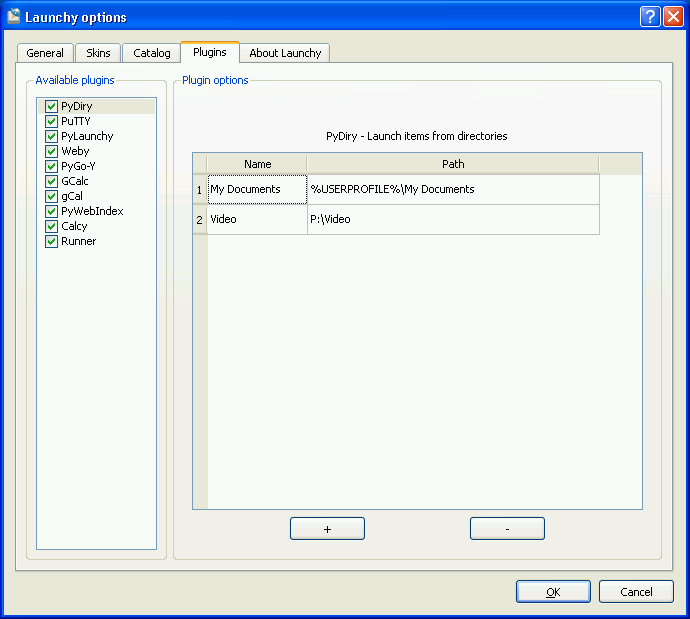 Launchy options
General Skins Catalog Plugins About Launchy
Available plugins
PyDiry
PuTTY
PyLaunchy
Weby
PyGo-Y
GCalc
gCal
PyWebIndex
Calcy
Runner
Plugin options
PyDiry - Launch items from directories
Name Path
1 My Documents %USERPROFILE%\My Documents
2 Video P:\Video
+ -
OK Cancel